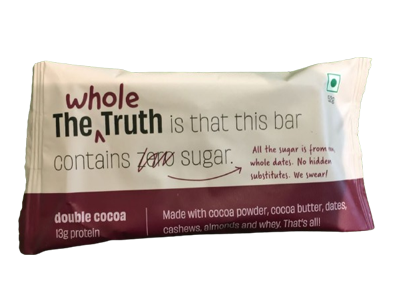 whole
The Truth is that this bar
contains zero sugar.
All the sugar is from
whole dates. No hidden
substitutes. We swear!
double cocoa
13g protein
Made with cocoa powder, cocoa butter, dates,
cashews, almonds and whey. That's all!